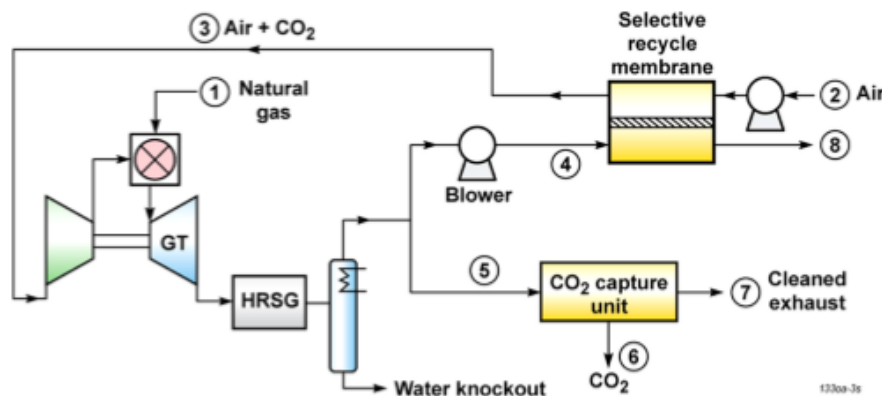 3 Air + CO2
Selective
recycle
membrane
1 Natural
gas
2 Air
4
8
Blower
GT
5
HRSG
CO2 capture
unit
7 Cleaned
exhaust
6
CO2
Water knockout
133oa-3s